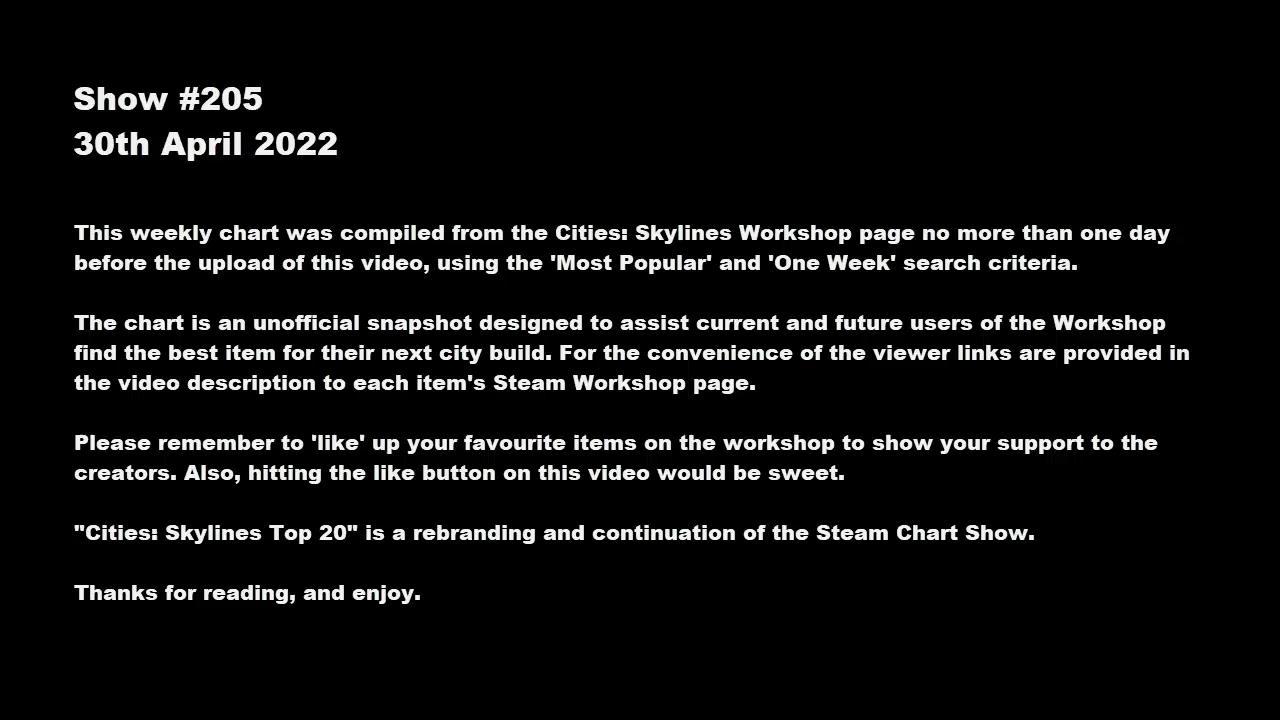 Show #205
30th April 2022
This weekly chart was compiled from the Cities: Skylines Workshop page no more than one day
before the upload of this video, using the 'Most Popular' and 'One Week' search criteria.
The chart is an unofficial snapshot designed to assist current and future users of the Workshop
find the best item for their next city build. For the convenience of the viewer links are provided in
the video description to each item's Steam Workshop page.
Please remember to 'like' up your favourite items on the workshop to show your support to the
creators. Also, hitting the like button on this video would be sweet.
"Cities: Skylines Top 20" is a rebranding and continuation of the Steam Chart Show.
Thanks for reading, and enjoy.